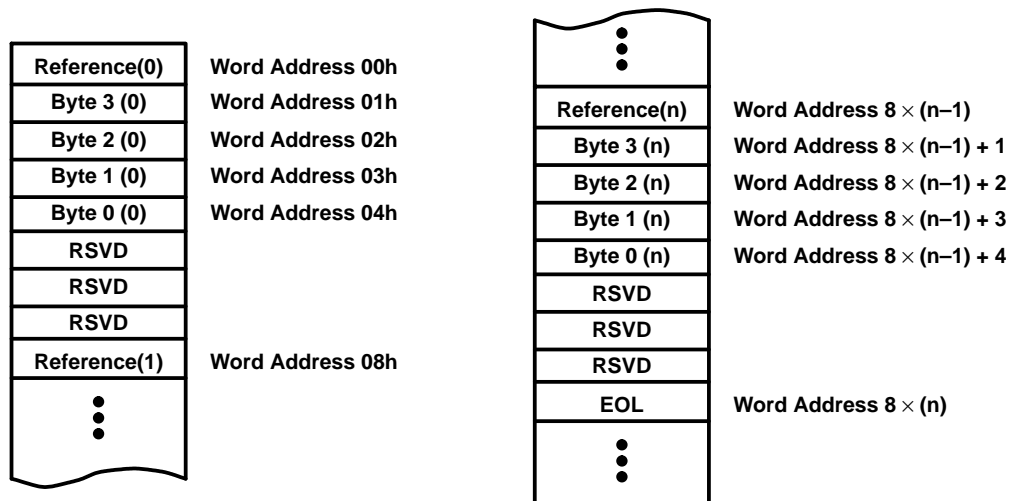 Reference(0) Word Address 00h
Byte 3 (0) Word Address 01h
Byte 2 (0) Word Address 02h
Byte 1 (0) Word Address 03h
Byte 0 (0) Word Address 04h
RSVD
RSVD
RSVD
Reference(1) Word Address 08h
Reference(n) Word Address 8 × (n–1)
Byte 3 (n) Word Address 8 × (n–1) + 1
Byte 2 (n) Word Address 8 × (n–1) + 2
Byte 1 (n) Word Address 8 × (n–1) + 3
Byte 0 (n) Word Address 8 × (n–1) + 4
RSVD
RSVD
RSVD
EOL Word Address 8 × (n)